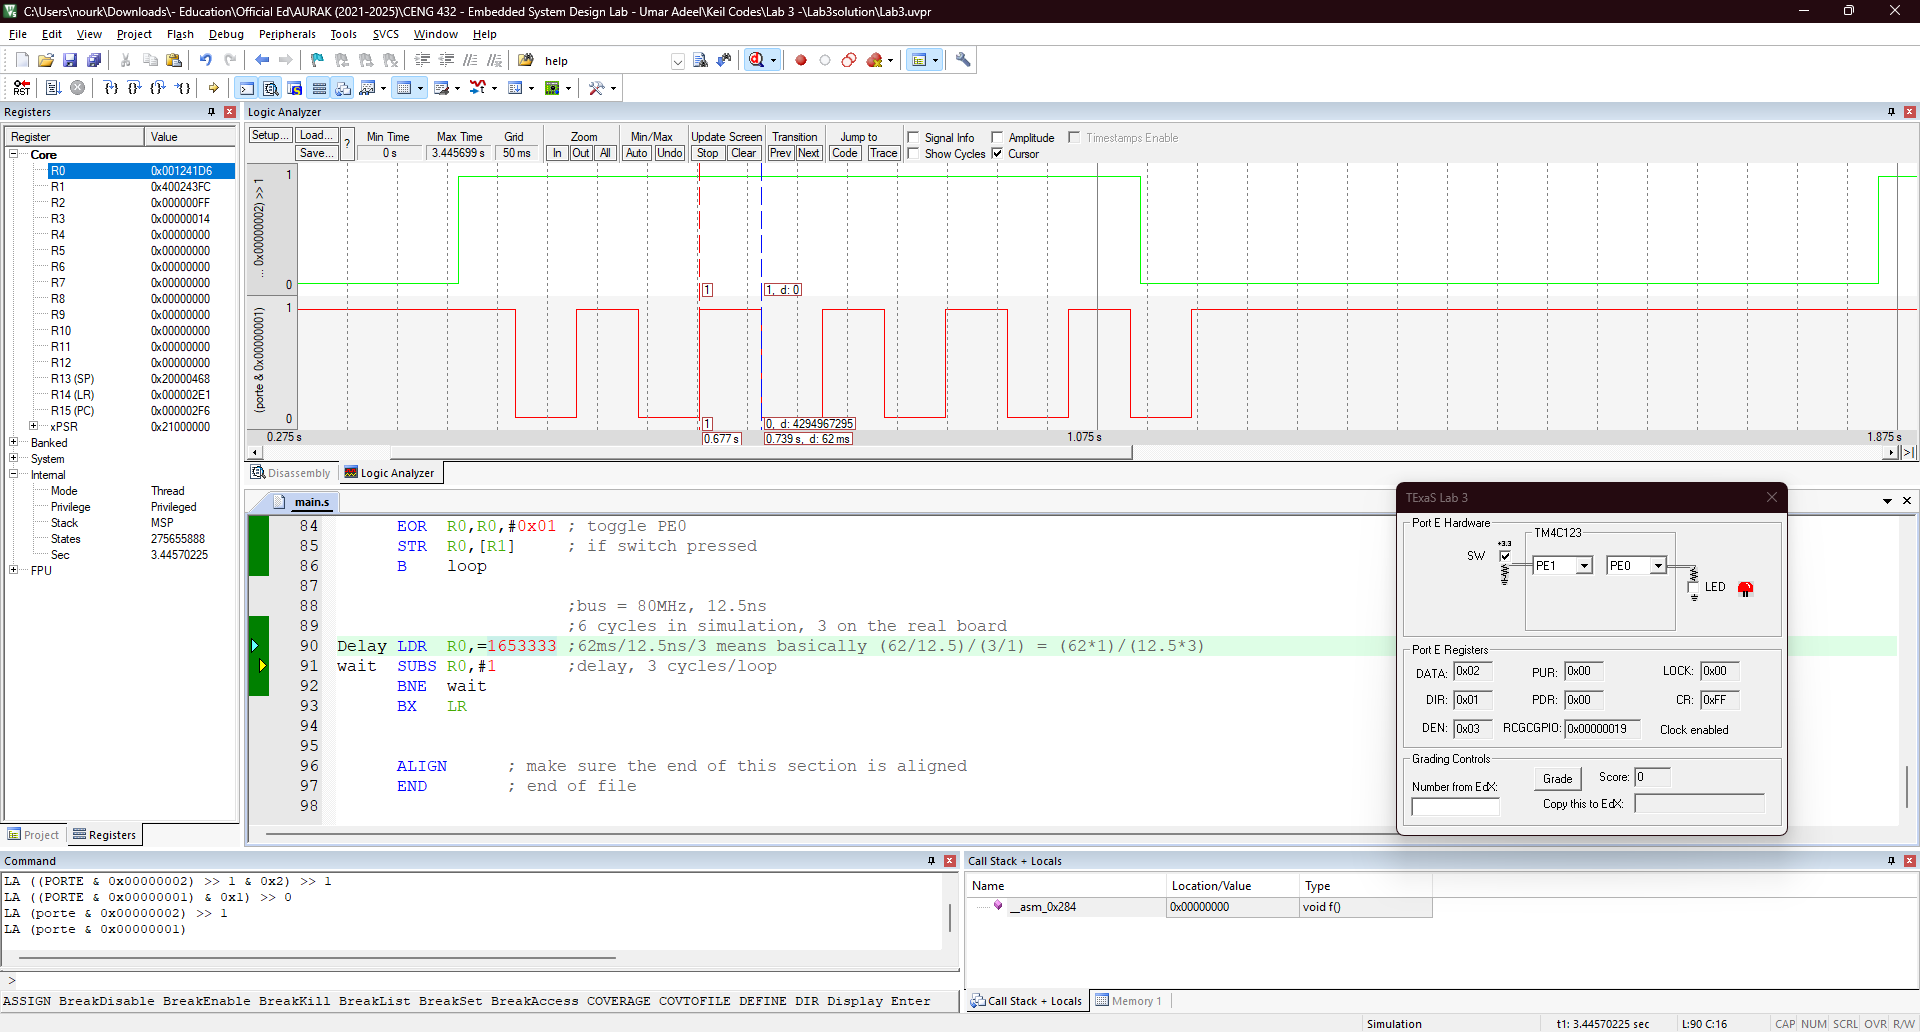 C:\Users\nourk\Downloads\- Education\Official Ed\AURAK (2021-2025)\CENG 432 - Embedded System Design Lab - Umar Adeel\Keil Codes\Lab 3 -\Lab3solution\Lab3.uvpr
File Edit View Project Flash Debug Peripherals Tools SVCS Window Help
help
RST
Registers
Register Value
Core
R0 0x001241D6
R1 0x400243FC
R2 0x000000FF
R3 0x00000014
R4 0x00000000
R5 0x00000000
R6 0x00000000
R7 0x00000000
R8 0x00000000
R9 0x00000000
R10 0x00000000
R11 0x00000000
R12 0x00000000
R13 (SP) 0x20000468
R14 (LR) 0x000002E1
R15 (PC) 0x000002F6
xPSR 0x21000000
Banked
System
Internal
Mode Thread
Privilege Privileged
Stack MSP
States 275655888
Sec 3.44570225
FPU
Project Registers
Logic Analyzer
Setup... Load... ? Min Time Max Time Grid Zoom Min/Max Update Screen Transition Jump to Signal Info Amplitude Timestamps Enable
Save... 0 s 3.445699 s 50 ms In Out All Auto Undo Stop Clear Prev Next Code Trace Show Cycles Cursor
... 0x00000002) >> 1
1
0
1
1, d: 0
(porte & 0x00000001)
1
0
1
0, d: 4294967295
0.677 s
0.739 s, d: 62 ms
0.275 s
1.075 s
1.875 s
Disassembly Logic Analyzer
main.s
84 EOR R0,R0,#0x01 ; toggle PE0
85 STR R0,[R1] ; if switch pressed
86 B loop
87
88 ;bus = 80MHz, 12.5ns
89 ;6 cycles in simulation, 3 on the real board
90 Delay LDR R0,=1653333 ;62ms/12.5ns/3 means basically (62/12.5)/(3/1) = (62*1)/(12.5*3)
91 wait SUBS R0,#1 ;delay, 3 cycles/loop
92 BNE wait
93 BX LR
94
95
96 ALIGN ; make sure the end of this section is aligned
97 END ; end of file
98
TExaS Lab 3
Port E Hardware
TM4C123
+3.3
SW
PE1
PE0
LED
Port E Registers
DATA: 0x02 PUR: 0x00 LOCK: 0x00
DIR: 0x01 PDR: 0x00 CR: 0xFF
DEN: 0x03 RCGCGPIO: 0x00000019 Clock enabled
Grading Controls
Number from EdX: Grade Score: 0
Copy this to EdX:
Command
LA ((PORTE & 0x00000002) >> 1 & 0x2) >> 1
LA ((PORTE & 0x00000001) & 0x1) >> 0
LA (porte & 0x00000002) >> 1
LA (porte & 0x00000001)
>
ASSIGN BreakDisable BreakEnable BreakKill BreakList BreakSet BreakAccess COVERAGE COVTOFILE DEFINE DIR Display Enter
Call Stack + Locals
Name Location/Value Type
__asm_0x284 0x00000000 void f()
Call Stack + Locals Memory 1
Simulation t1: 3.44570225 sec L:90 C:16 CAP NUM SCRL OVR R/W